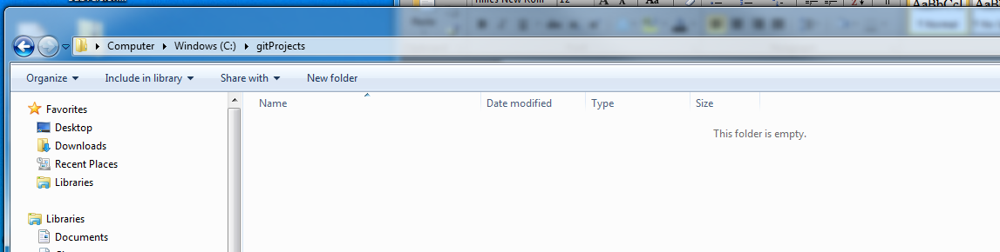 Computer Windows (C:) gitProjects
Organize Include in library Share with New folder
Name Date modified Type Size
This folder is empty.
Favorites
Desktop
Downloads
Recent Places
Libraries
Libraries
Documents